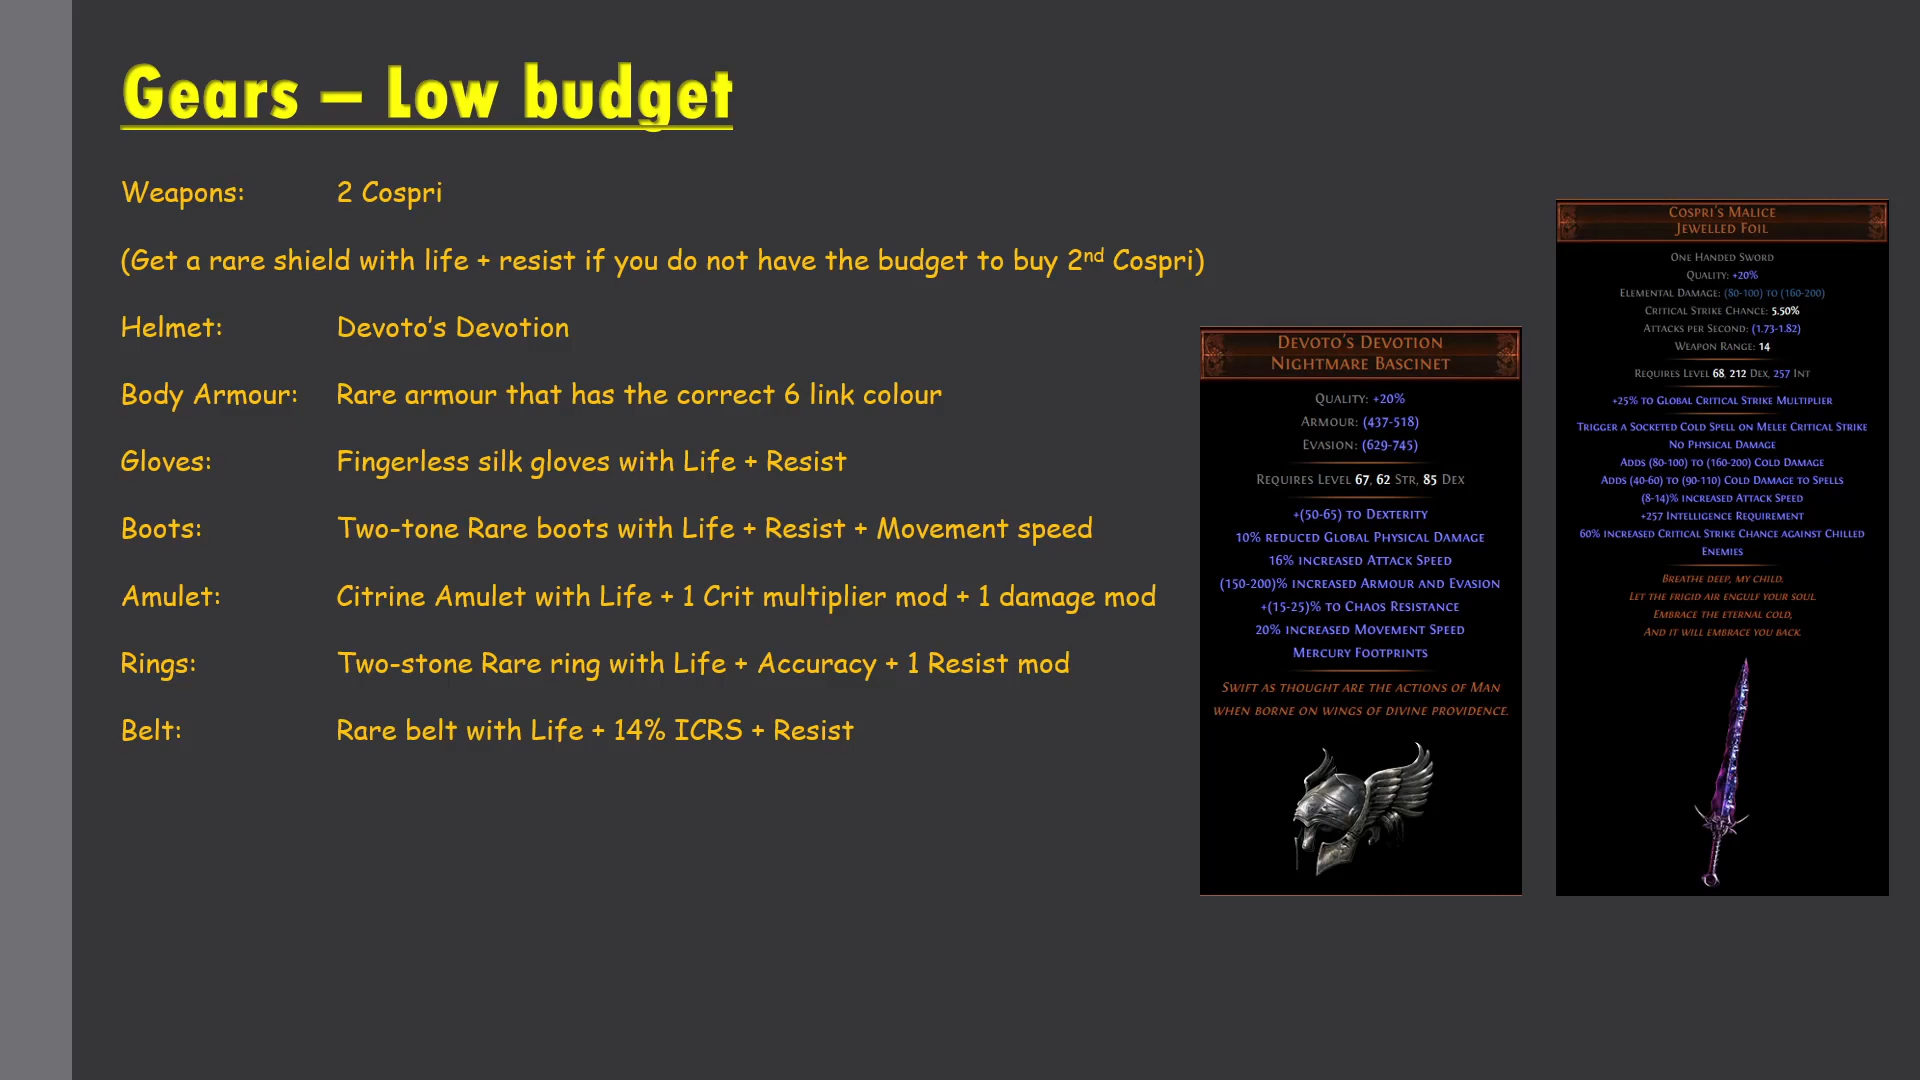 Gears – Low budget
Weapons: 2 Cospri
(Get a rare shield with life + resist if you do not have the budget to buy 2nd Cospri)
Helmet: Devoto's Devotion
Body Armour: Rare armour that has the correct 6 link colour
Gloves: Fingerless silk gloves with Life + Resist
Boots: Two-tone Rare boots with Life + Resist + Movement speed
Amulet: Citrine Amulet with Life + 1 Crit multiplier mod + 1 damage mod
Rings: Two-stone Rare ring with Life + Accuracy + 1 Resist mod
Belt: Rare belt with Life + 14% ICRS + Resist
Devoto's Devotion
Nightmare Bascinet
Quality: +20%
Armour: (437-518)
Evasion: (629-745)
Requires Level 67, 62 Str, 85 Dex
+(50-65) to Dexterity
10% reduced Global Physical Damage
16% increased Attack Speed
(150-200)% increased Armour and Evasion
+(15-25)% to Chaos Resistance
20% increased Movement Speed
Mercury Footprints
Swift as thought are the actions of Man
when borne on wings of divine providence.
Cospri's Malice
Jewelled Foil
One Handed Sword
Quality: +20%
Elemental Damage: (80-100) to (160-200)
Critical Strike Chance: 5.50%
Attacks per Second: (1.73-1.82)
Weapon Range: 14
Requires Level 68, 212 Dex, 257 Int
+25% to Global Critical Strike Multiplier
Trigger a Socketed Cold Spell on Melee Critical Strike
No Physical Damage
Adds (80-100) to (160-200) Cold Damage
Adds (40-60) to (90-110) Cold Damage to Spells
(8-14)% increased Attack Speed
+257 Intelligence Requirement
60% increased Critical Strike Chance against Chilled
Enemies
Breathe deep, my child.
Let the frigid air engulf your soul.
Embrace the eternal cold,
And it will embrace you back.